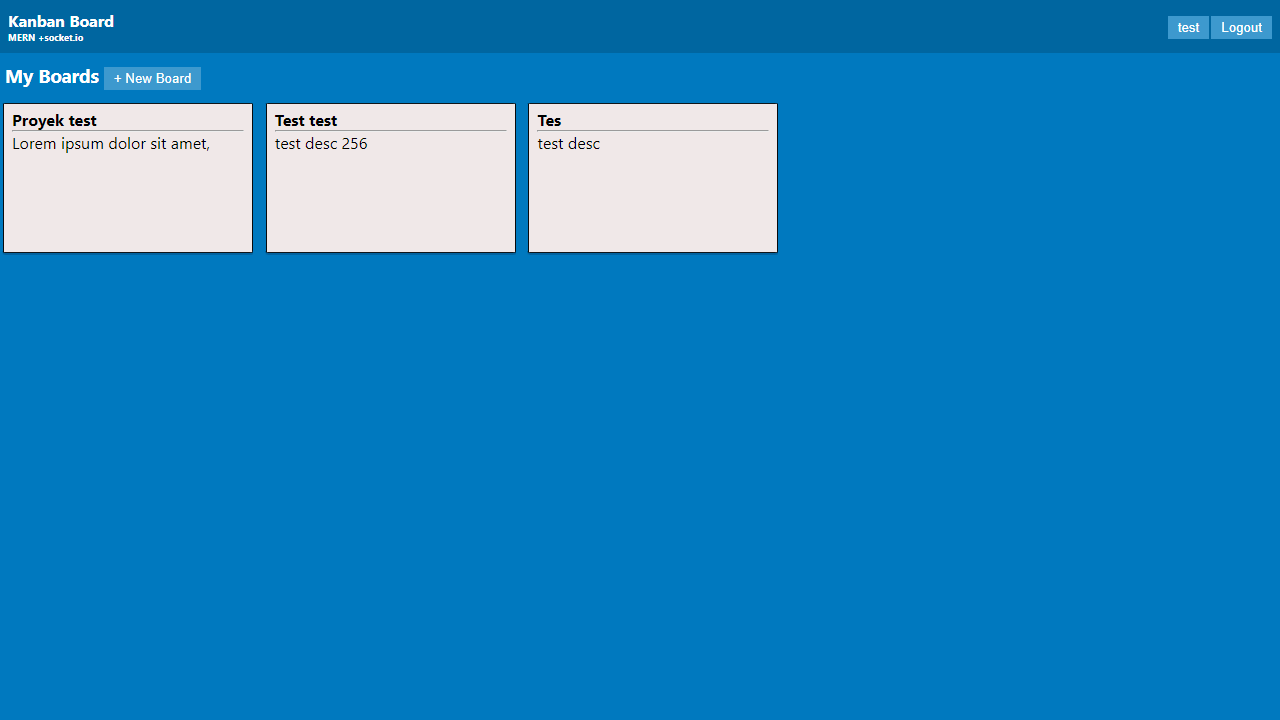 Kanban Board
MERN +socket.io
test
Logout
My Boards
+ New Board
Proyek test
Lorem ipsum dolor sit amet,
Test test
test desc 256
Tes
test desc